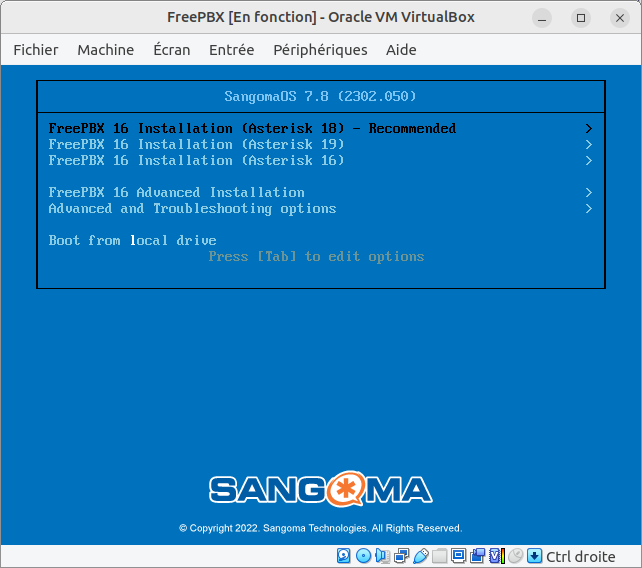 FreePBX [En fonction] - Oracle VM VirtualBox
Fichier Machine Écran Entrée Périphériques Aide
SangomaOS 7.8 (2302.050)
FreePBX 16 Installation (Asterisk 18) - Recommended >
FreePBX 16 Installation (Asterisk 19) >
FreePBX 16 Installation (Asterisk 16) >
FreePBX 16 Advanced Installation >
Advanced and Troubleshooting options >
Boot from local drive
Press [Tab] to edit options
SANGOMA
© Copyright 2022. Sangoma Technologies. All Rights Reserved.
Ctrl droite